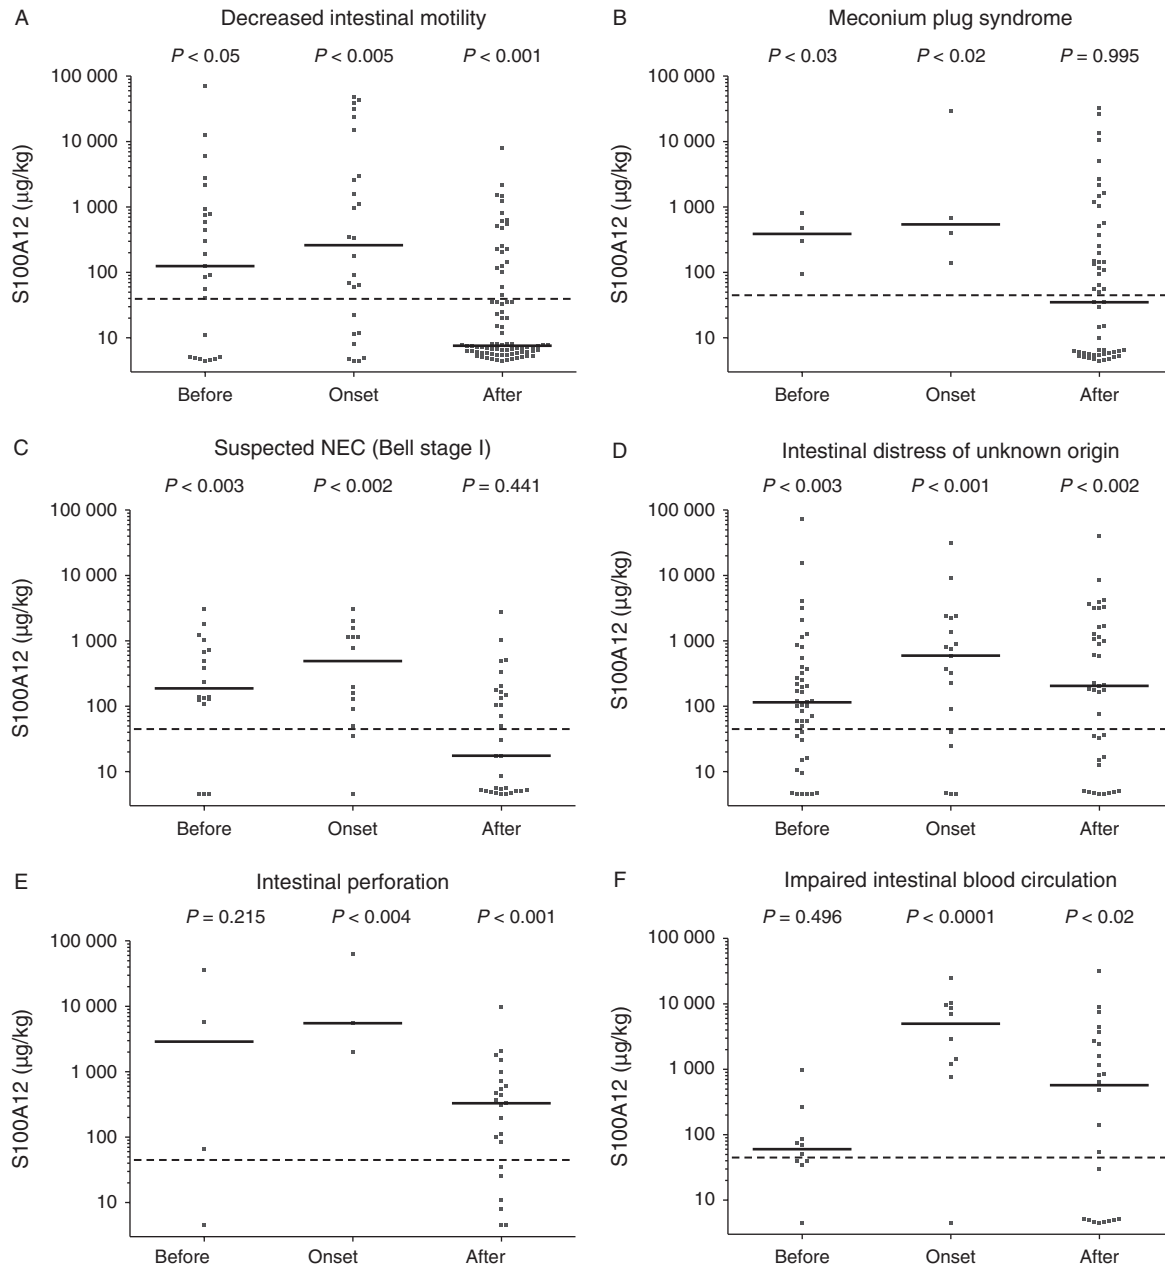 A
Decreased intestinal motility
P < 0.05
P < 0.005
P < 0.001
100 000
10 000
1 000
100
10
S100A12 (µg/kg)
Before
Onset
After
B
Meconium plug syndrome
P < 0.03
P < 0.02
P = 0.995
100 000
10 000
1 000
100
10
S100A12 (µg/kg)
Before
Onset
After
C
Suspected NEC (Bell stage I)
P < 0.003
P < 0.002
P = 0.441
100 000
10 000
1 000
100
10
S100A12 (µg/kg)
Before
Onset
After
D
Intestinal distress of unknown origin
P < 0.003
P < 0.001
P < 0.002
100 000
10 000
1 000
100
10
S100A12 (µg/kg)
Before
Onset
After
E
Intestinal perforation
P = 0.215
P < 0.004
P < 0.001
100 000
10 000
1 000
100
10
S100A12 (µg/kg)
Before
Onset
After
F
Impaired intestinal blood circulation
P = 0.496
P < 0.0001
P < 0.02
100 000
10 000
1 000
100
10
S100A12 (µg/kg)
Before
Onset
After